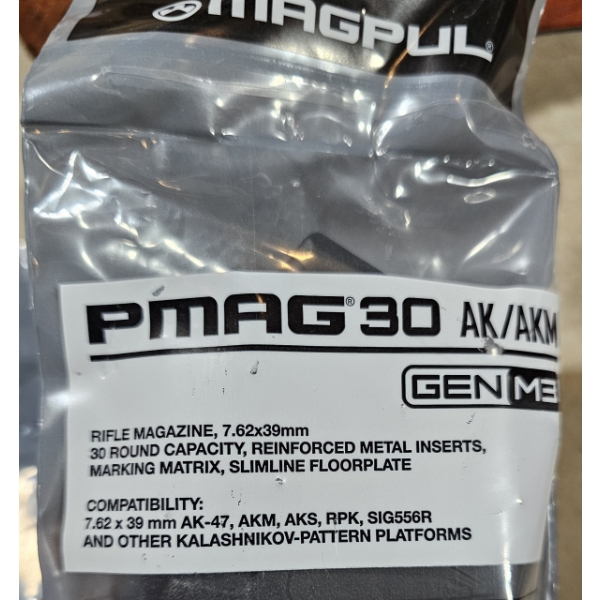 MAGPUL®
PMAG®30 AK/AKM
GEN M3
RIFLE MAGAZINE, 7.62x39mm
30 ROUND CAPACITY, REINFORCED METAL INSERTS,
MARKING MATRIX, SLIMLINE FLOORPLATE
COMPATIBILITY:
7.62 x 39 mm AK-47, AKM, AKS, RPK, SIG556R
AND OTHER KALASHNIKOV-PATTERN PLATFORMS